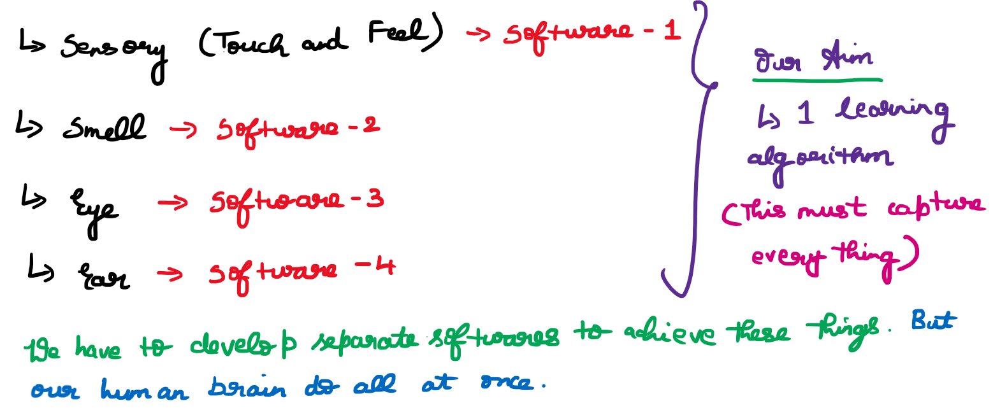 ↳ Sensory (Touch and Feel) → Software - 1
↳ Smell → Software - 2
↳ Eye → Software - 3
↳ Ear → Software - 4
Our Aim
↳ 1 learning
algorithm
(This must capture
every thing)
We have to develop separate softwares to achieve these things. But
our human brain do all at once.